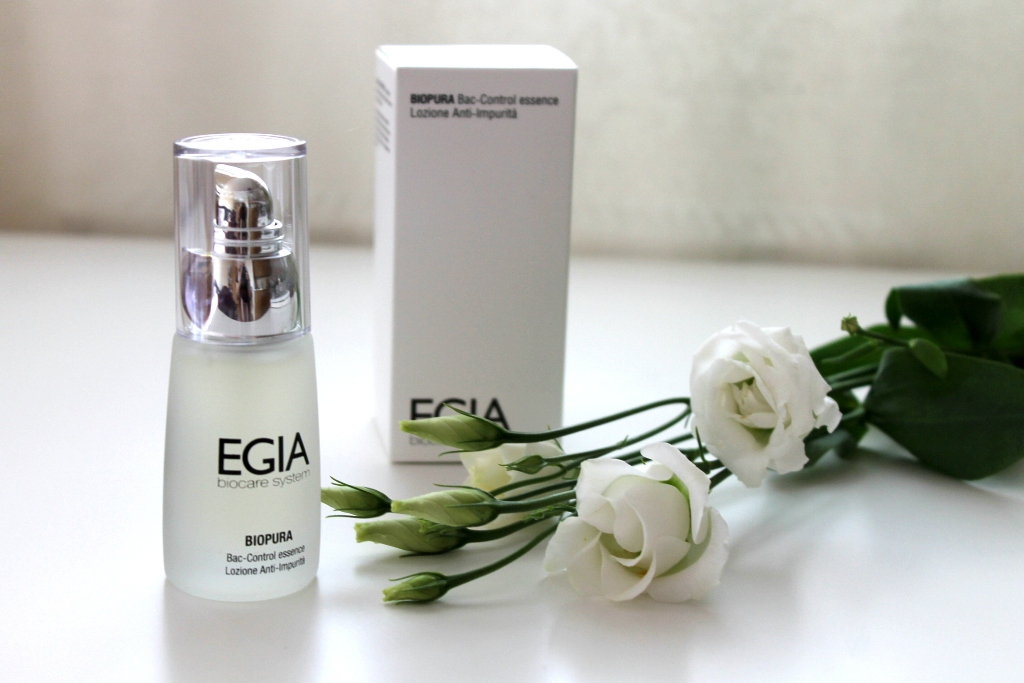 BIOPURA Bac-Control essence
Lozione Anti-Impurità
EGIA
EGIA
biocare system
BIOPURA
Bac-Control essence
Lozione Anti-Impurità